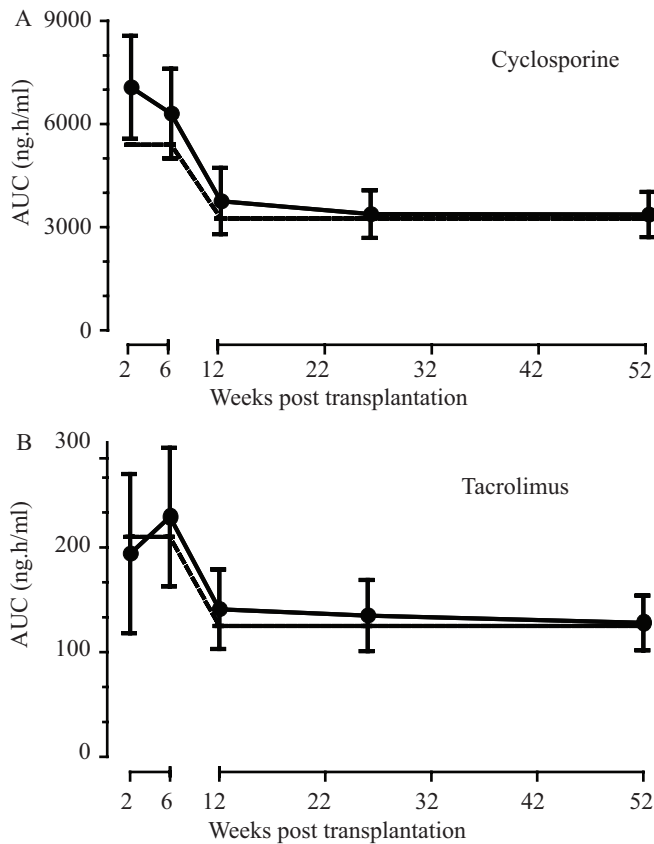 A
9000
Cyclosporine
6000
AUC (ng.h/ml)
3000
0
2 6 12 22 32 42 52
Weeks post transplantation
B
300
Tacrolimus
200
AUC (ng.h/ml)
100
0
2 6 12 22 32 42 52
Weeks post transplantation